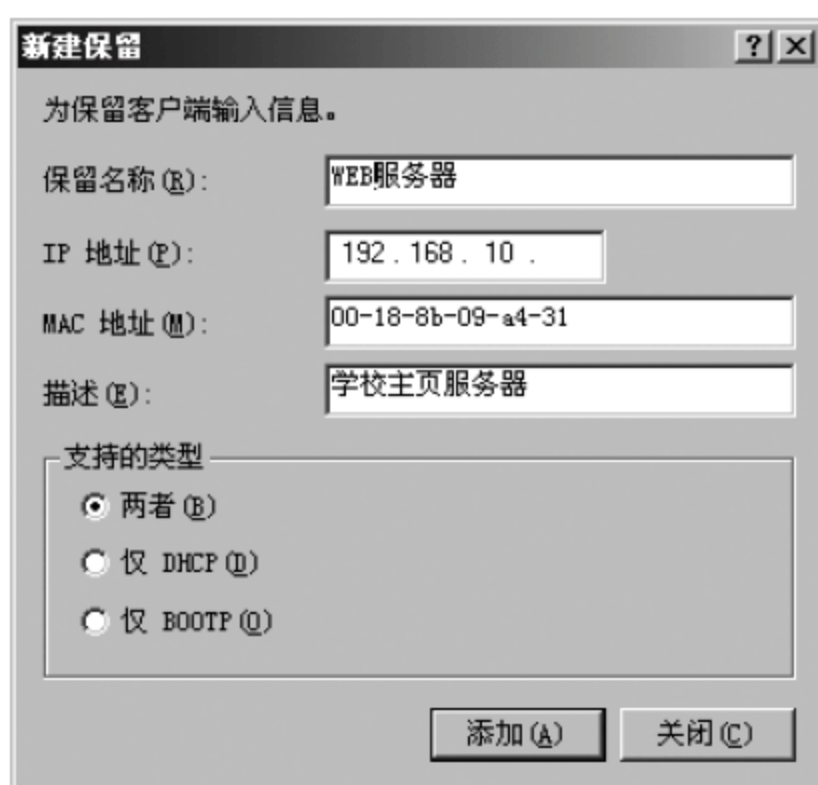 新建保留
为保留客户端输入信息。
保留名称(R): WEB服务器
IP 地址(P): 192 . 168 . 10 .
MAC 地址(M): 00-18-8b-09-a4-31
描述(E): 学校主页服务器
支持的类型
两者(B)
仅 DHCP(D)
仅 BOOTP(O)
添加(A) 关闭(C)